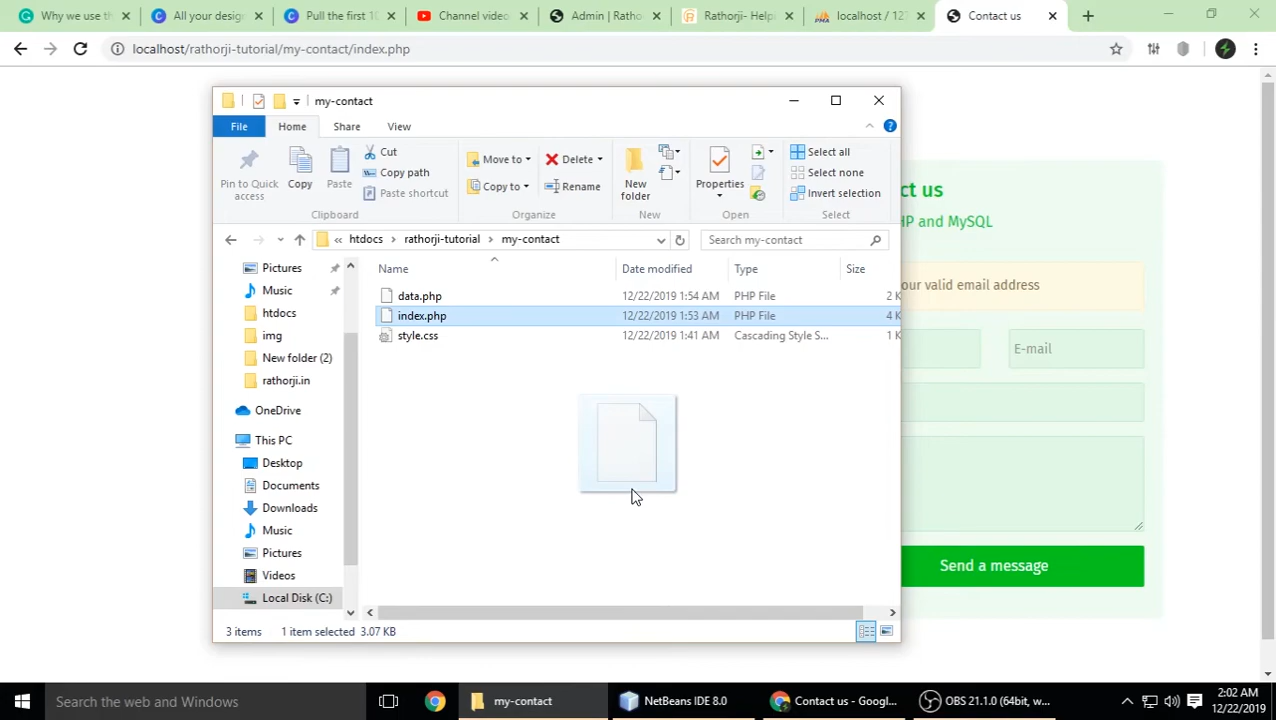 Why we use th
All your desig
Pull the first 10
Channel video
Admin | Ratho
Rathorji- Help
localhost / 127
Contact us
localhost/rathorji-tutorial/my-contact/index.php
my-contact
File
Home
Share
View
Pin to Quick access
Copy
Paste
Cut
Copy path
Paste shortcut
Clipboard
Move to
Copy to
Delete
Rename
Organize
New folder
New
Properties
Open
Select all
Select none
Invert selection
Select
htdocs
rathorji-tutorial
my-contact
Search my-contact
Name
Date modified
Type
Size
data.php 12/22/2019 1:54 AM PHP File 2 K
index.php 12/22/2019 1:53 AM PHP File 4 K
style.css 12/22/2019 1:41 AM Cascading Style S... 1 K
Pictures
Music
htdocs
img
New folder (2)
rathorji.in
OneDrive
This PC
Desktop
Documents
Downloads
Music
Pictures
Videos
Local Disk (C:)
3 items
1 item selected 3.07 KB
ct us
HP and MySQL
our valid email address
E-mail
Send a message
Search the web and Windows
my-contact
NetBeans IDE 8.0
Contact us - Googl...
OBS 21.1.0 (64bit, w...
2:02 AM
12/22/2019